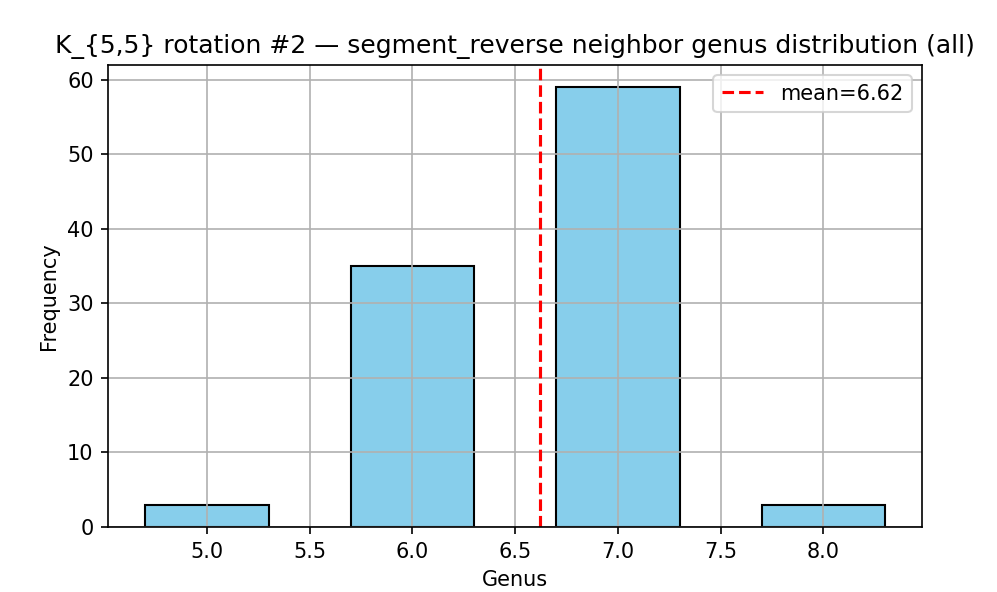 K_{5,5} rotation #2 — segment_reverse neighbor genus distribution (all)
mean=6.62
Frequency
60
50
40
30
20
10
0
5.0 5.5 6.0 6.5 7.0 7.5 8.0
Genus